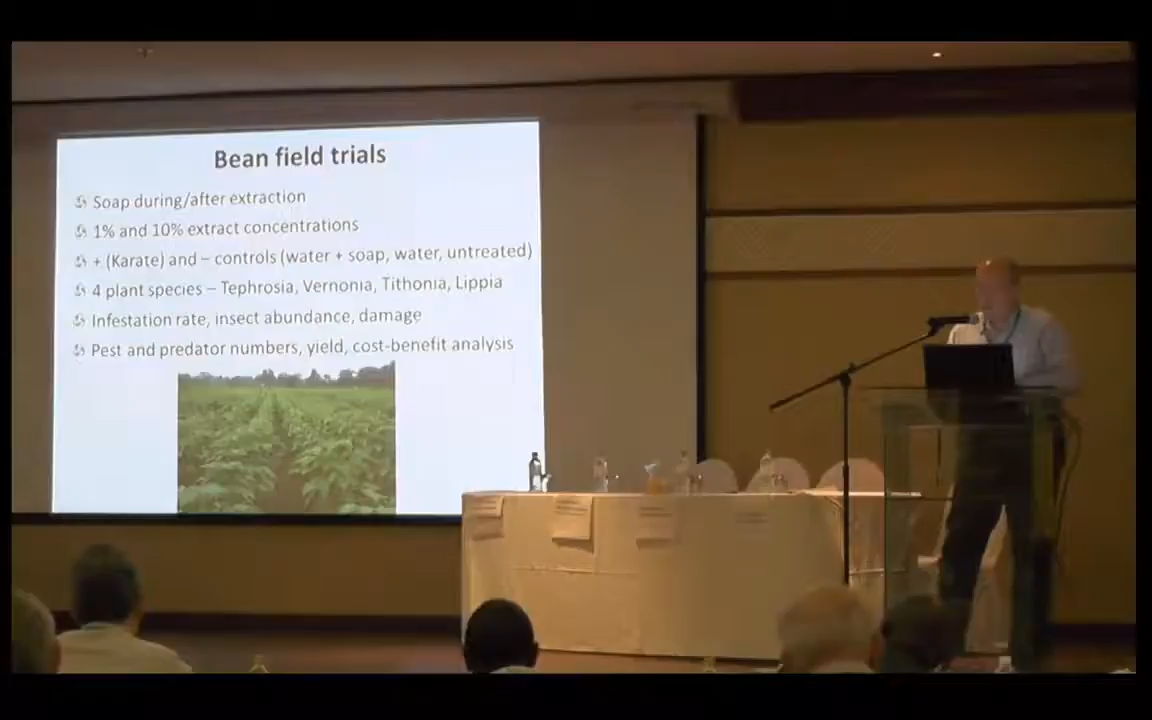 Bean field trials
Soap during/after extraction
1% and 10% extract concentrations
+ (Karate) and – controls (water + soap, water, untreated)
4 plant species – Tephrosia, Vernonia, Tithonia, Lippia
Infestation rate, insect abundance, damage
Pest and predator numbers, yield, cost-benefit analysis